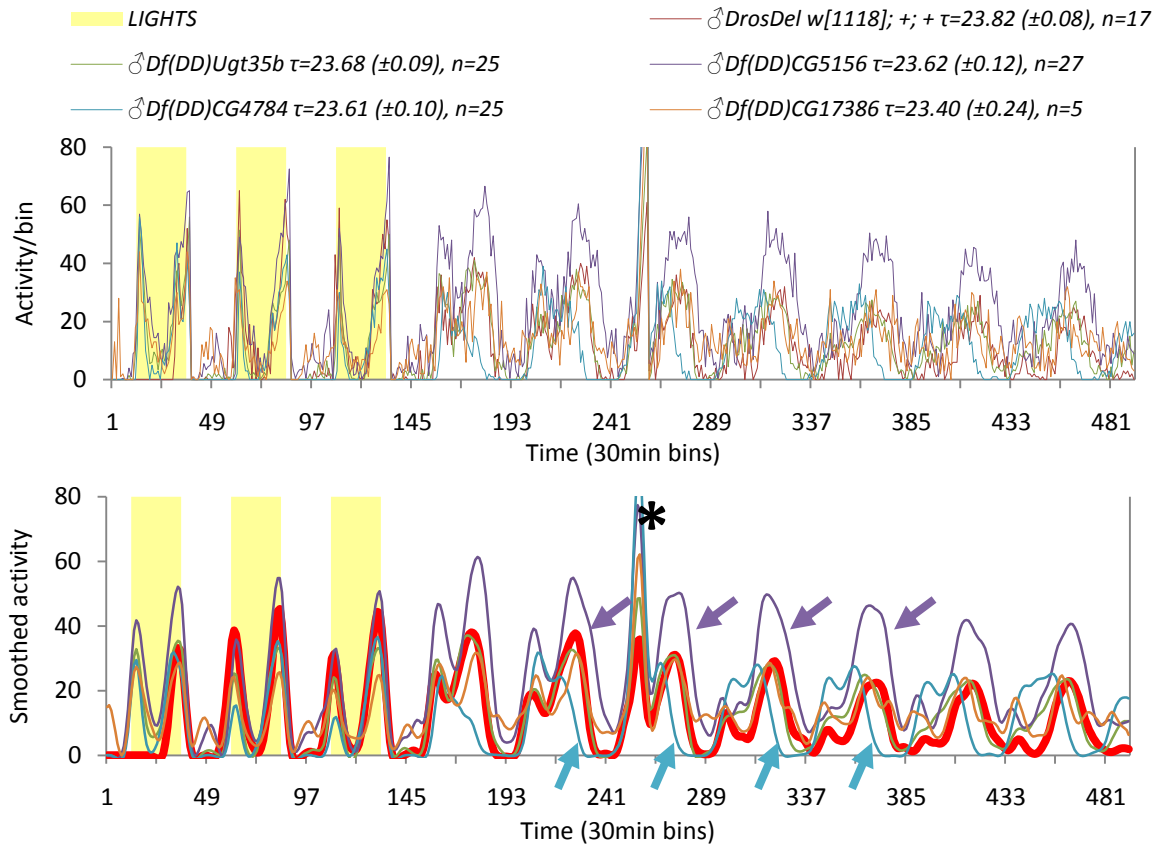 LIGHTS
♂DrosDel w[1118]; +; + τ=23.82 (±0.08), n=17
♂Df(DD)Ugt35b τ=23.68 (±0.09), n=25
♂Df(DD)CG5156 τ=23.62 (±0.12), n=27
♂Df(DD)CG4784 τ=23.61 (±0.10), n=25
♂Df(DD)CG17386 τ=23.40 (±0.24), n=5
80
60
40
20
0
Activity/bin
1 49 97 145 193 241 289 337 385 433 481
Time (30min bins)
80
60
40
20
0
Smoothed activity
*
1 49 97 145 193 241 289 337 385 433 481
Time (30min bins)